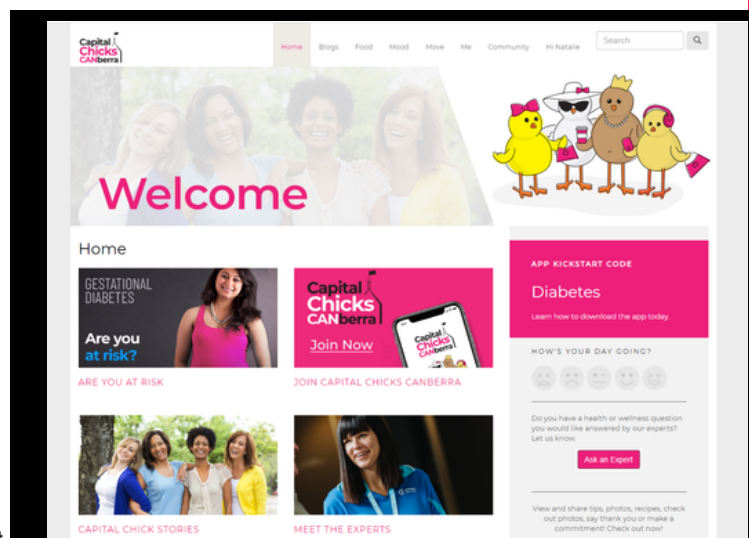 Capital
Chicks
CANberra
Home Blogs Food Mood Move Me Community Hi Natalie
Search
Welcome
Home
GESTATIONAL
DIABETES
Are you
at risk?
ARE YOU AT RISK
Capital
Chicks
CANberra
Join Now
Capital
Chicks
CANberra
JOIN CAPITAL CHICKS CANBERRA
CAPITAL CHICK STORIES
MEET THE EXPERTS
APP KICKSTART CODE
Diabetes
Learn how to download the app today.
HOW'S YOUR DAY GOING?
Do you have a health or wellness question
you would like answered by our experts?
Let us know.
Ask an Expert
View and share tips, photos, recipes, check
out photos, say thank you or make a
commitment! Check out now!